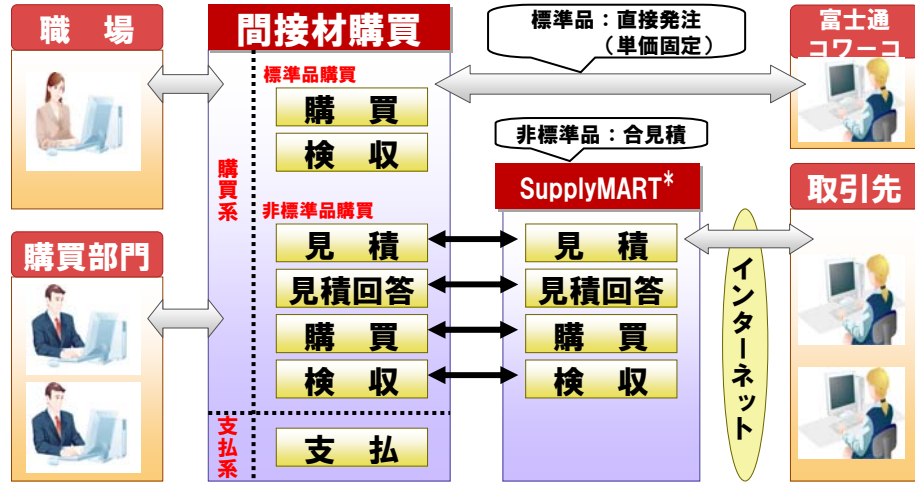 職 場
間接材購買
標準品：直接発注
（単価固定）
富士通
コワーコ
標準品購買
購 買
検 収
購買系
非標準品：合見積
SupplyMART*
取引先
非標準品購買
見 積
見積回答
購 買
検 収
見 積
見積回答
購 買
検 収
インターネット
購買部門
支払系
支 払